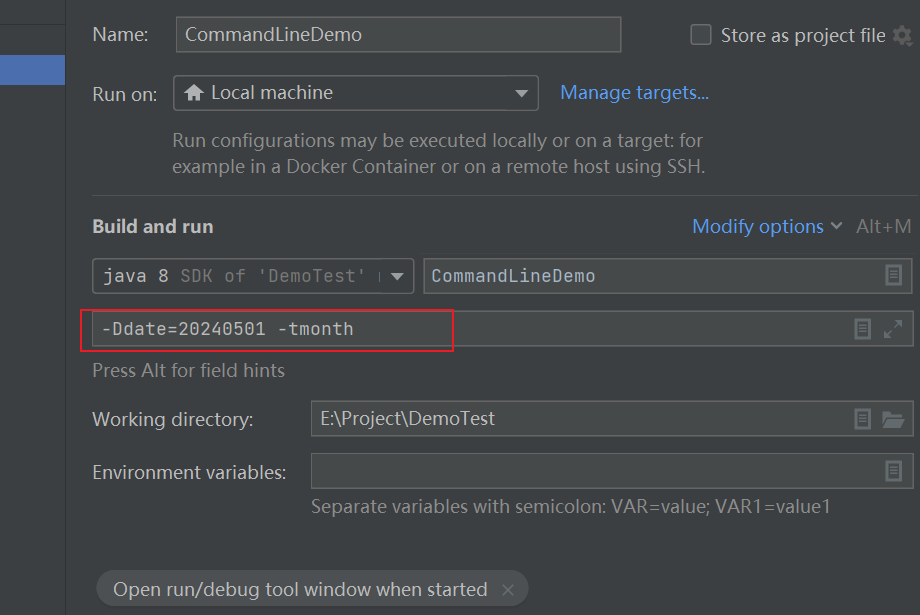 Name: CommandLineDemo Store as project file
Run on: Local machine Manage targets...
Run configurations may be executed locally or on a target: for
example in a Docker Container or on a remote host using SSH.
Build and run Modify options Alt+M
java 8 SDK of 'DemoTest' CommandLineDemo
-Ddate=20240501 -tmonth
Press Alt for field hints
Working directory: E:\Project\DemoTest
Environment variables:
Separate variables with semicolon: VAR=value; VAR1=value1
Open run/debug tool window when started ×